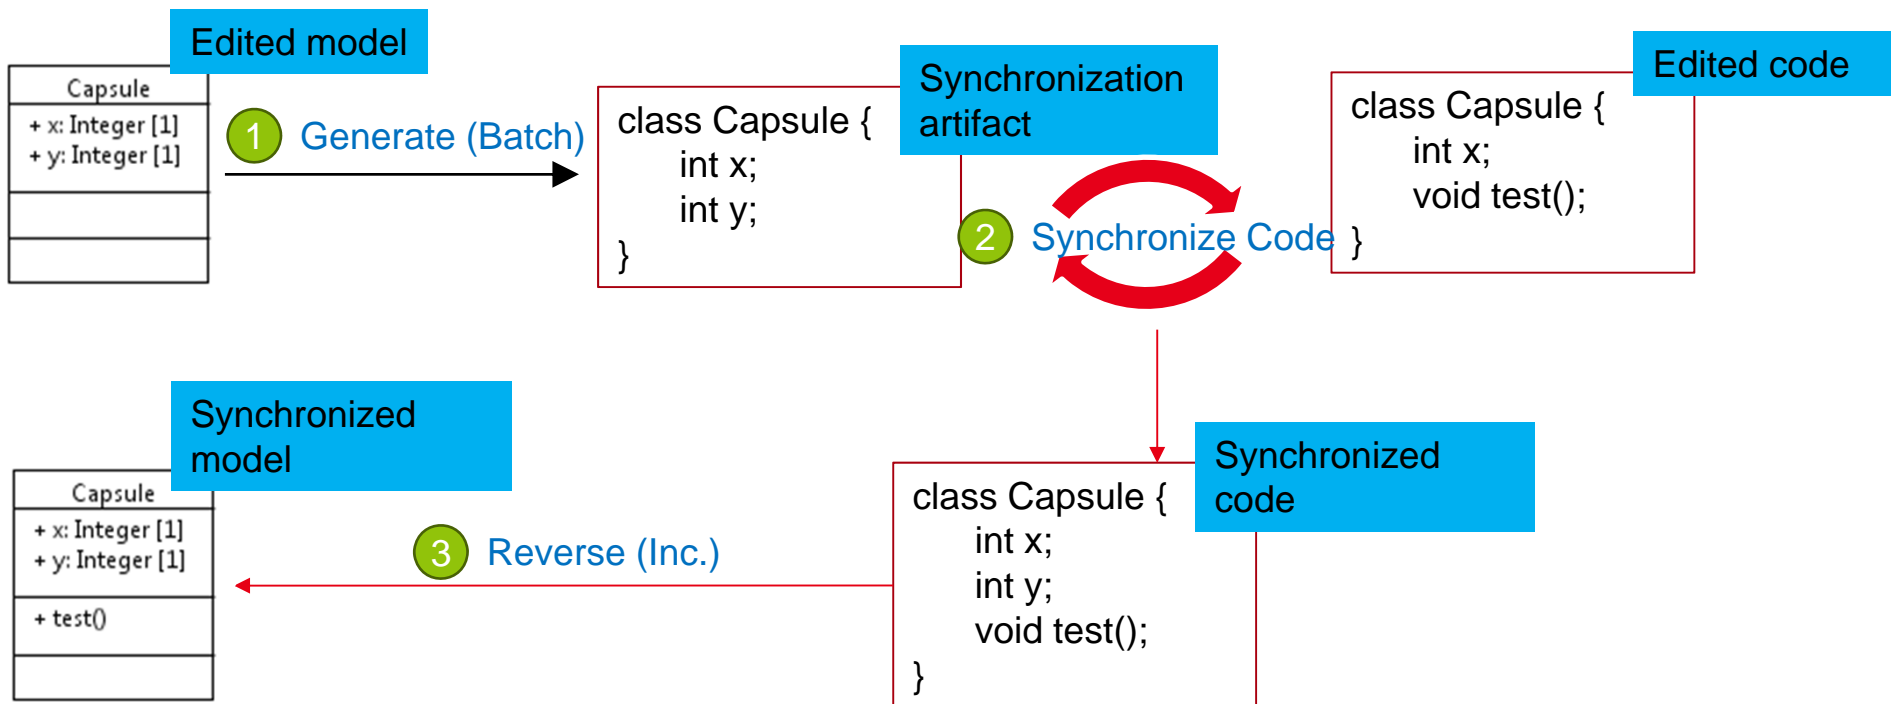 Edited model
Capsule
+ x: Integer [1]
+ y: Integer [1]
1 Generate (Batch)
Synchronization
artifact
class Capsule {
int x;
int y;
}
2 Synchronize Code
Edited code
class Capsule {
int x;
void test();
}
Synchronized
model
Capsule
+ x: Integer [1]
+ y: Integer [1]
+ test()
3 Reverse (Inc.)
Synchronized
code
class Capsule {
int x;
int y;
void test();
}